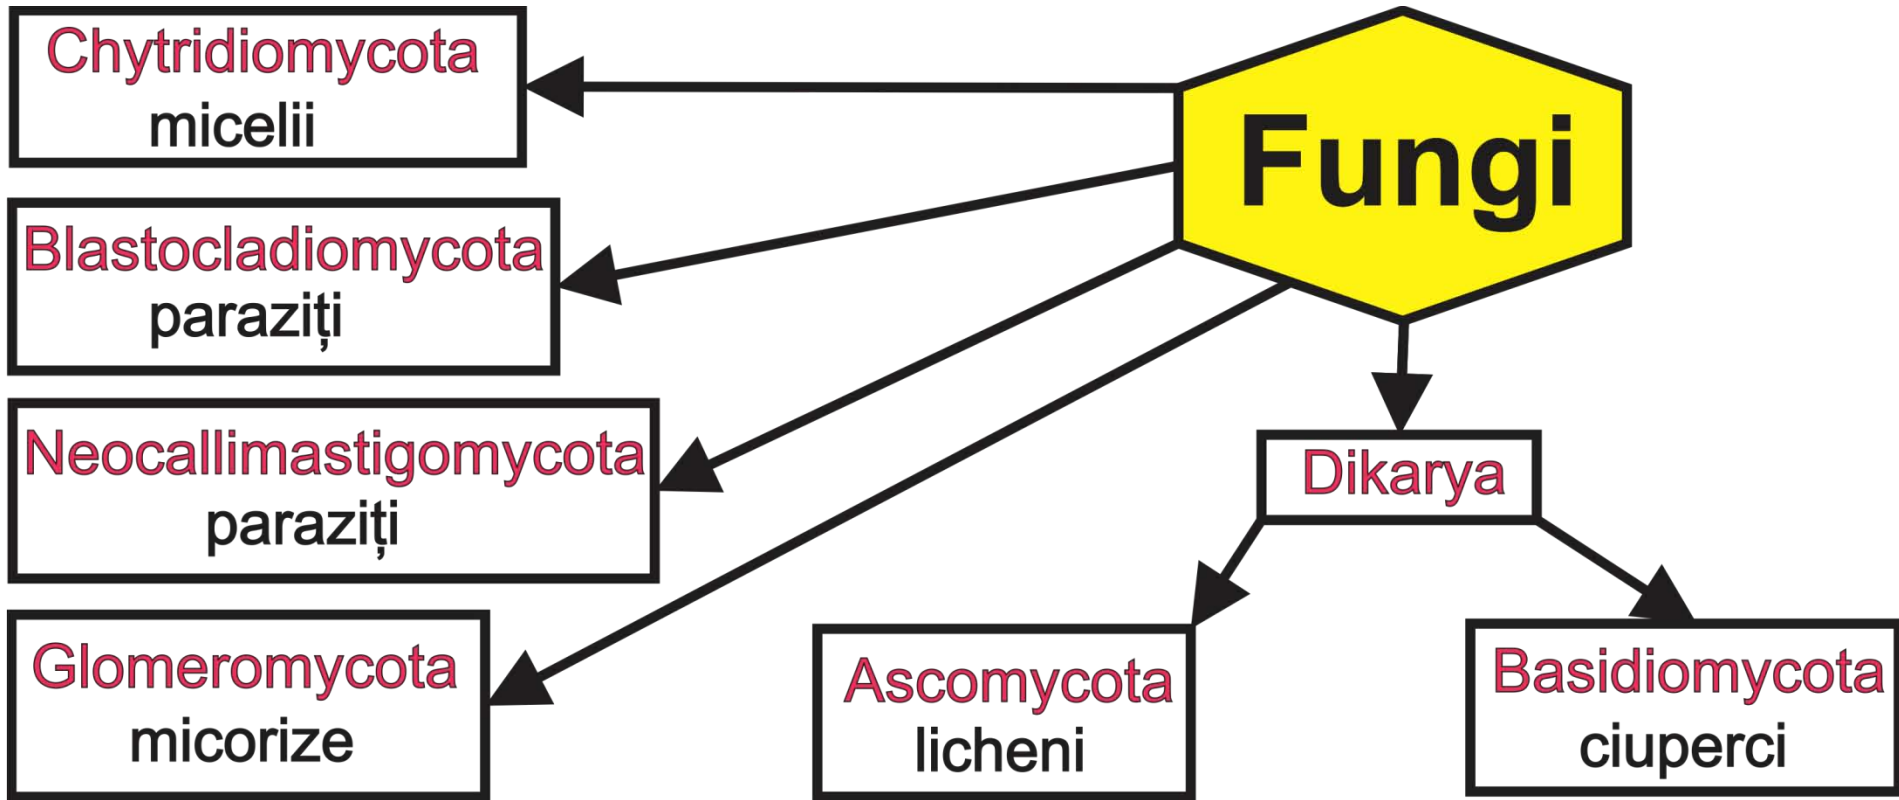 Chytridiomycota
micelii
Fungi
Blastocladiomycota
paraziți
Neocallimastigomycota
paraziți
Dikarya
Glomeromycota
micorize
Ascomycota
licheni
Basidiomycota
ciuperci